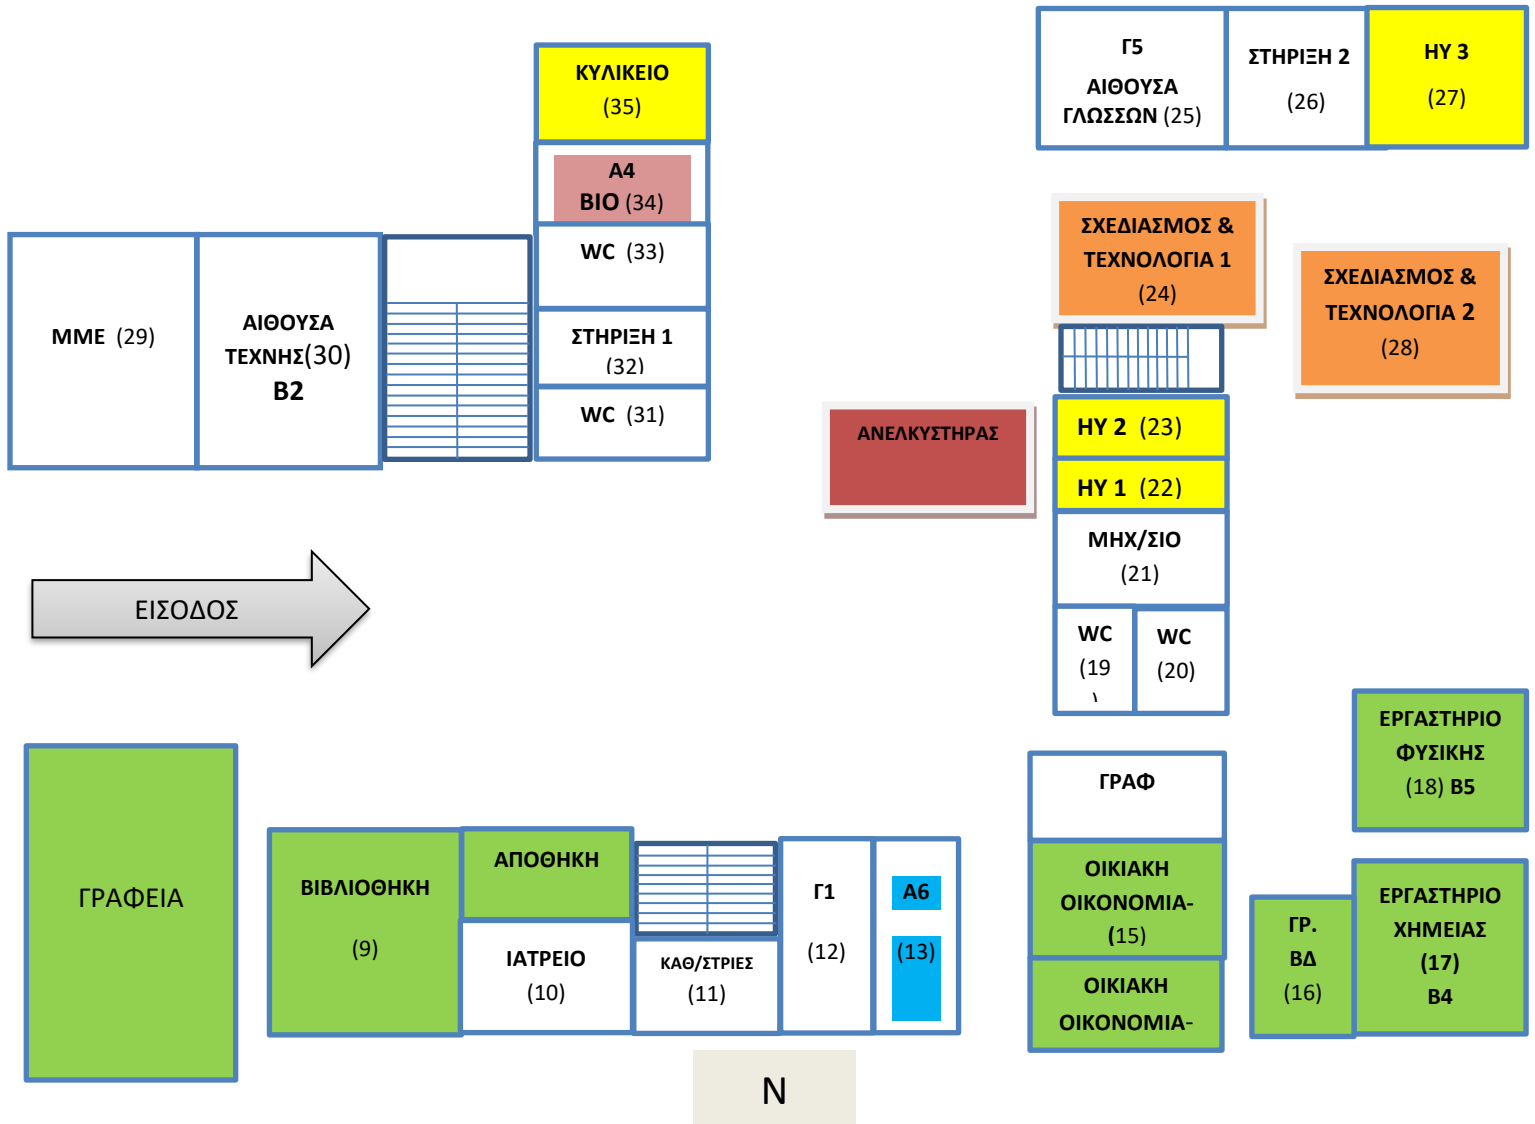 ΚΥΛΙΚΕΙΟ
(35)
Α4
ΒΙΟ (34)
WC (33)
ΣΤΗΡΙΞΗ 1
(32)
WC (31)
ΜΜΕ (29)
ΑΙΘΟΥΣΑ
ΤΕΧΝΗΣ(30)
Β2
Γ5
ΑΙΘΟΥΣΑ
ΓΛΩΣΣΩΝ (25)
ΣΤΗΡΙΞΗ 2
(26)
ΗΥ 3
(27)
ΣΧΕΔΙΑΣΜΟΣ &
ΤΕΧΝΟΛΟΓΙΑ 1
(24)
ΣΧΕΔΙΑΣΜΟΣ &
ΤΕΧΝΟΛΟΓΙΑ 2
(28)
ΑΝΕΛΚΥΣΤΗΡΑΣ
ΗΥ 2 (23)
ΗΥ 1 (22)
ΜΗΧ/ΣΙΟ
(21)
WC
(19
WC
(20)
ΕΙΣΟΔΟΣ
ΓΡΑΦΕΙΑ
ΒΙΒΛΙΟΘΗΚΗ
(9)
ΑΠΟΘΗΚΗ
ΙΑΤΡΕΙΟ
(10)
ΚΑΘ/ΣΤΡΙΕΣ
(11)
Γ1
(12)
Α6
(13)
ΓΡΑΦ
ΟΙΚΙΑΚΗ
ΟΙΚΟΝΟΜΙΑ-
(15)
ΟΙΚΙΑΚΗ
ΟΙΚΟΝΟΜΙΑ-
ΓΡ.
ΒΔ
(16)
ΕΡΓΑΣΤΗΡΙΟ
ΦΥΣΙΚΗΣ
(18) Β5
ΕΡΓΑΣΤΗΡΙΟ
ΧΗΜΕΙΑΣ
(17)
Β4
Ν